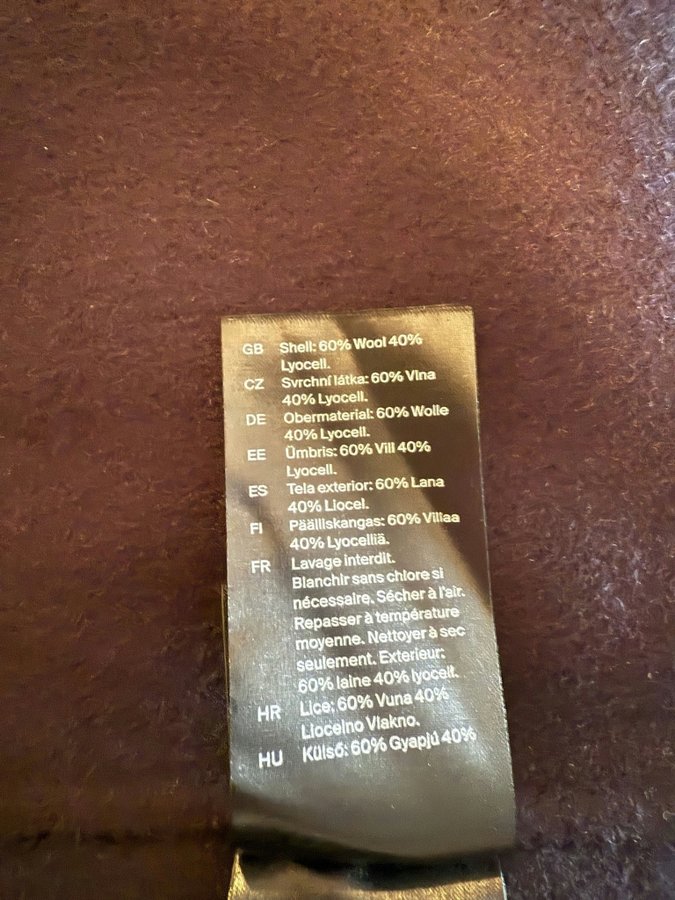 GB Shell: 60% Wool 40%
Lyocell.
CZ Svrchní látka: 60% Vlna
40% Lyocell.
DE Obermaterial: 60% Wolle
40% Lyocell.
EE Ümbris: 60% Vill 40%
Lyocell.
ES Tela exterior: 60% Lana
40% Liocel.
FI Päälliskangas: 60% Villaa
40% Lyocelliä.
FR Lavage interdit.
Blanchir sans chlore si
nécessaire. Sécher à l'air.
Repasser à température
moyenne. Nettoyer à sec
seulement. Exterieur:
60% laine 40% lyocell.
HR Lice: 60% Vuna 40%
Liocelno Vlakno.
HU Külső: 60% Gyapjú 40%